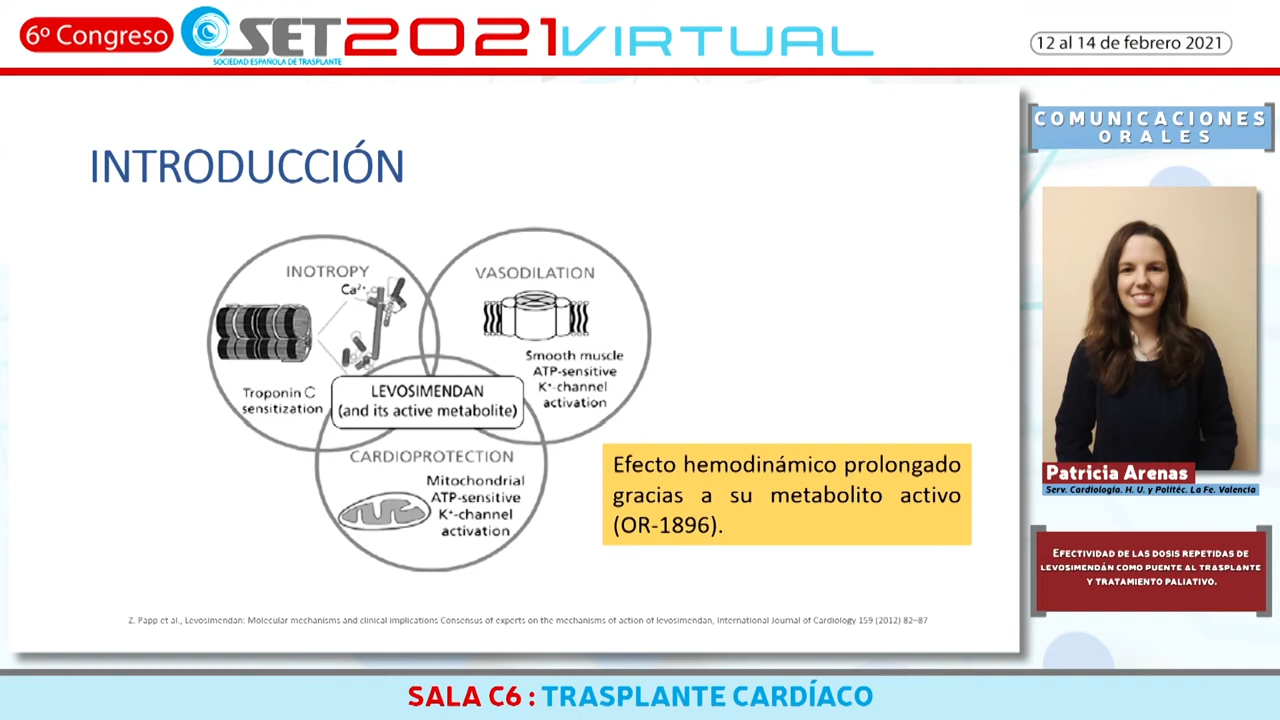 6º Congreso
SET2021VIRTUAL
SOCIEDAD ESPAÑOLA DE TRASPLANTE
12 al 14 de febrero 2021
COMUNICACIONES
ORALES
INTRODUCCIÓN
INOTROPY
Ca²⁺
Troponin C
sensitization
VASODILATION
Smooth muscle
ATP-sensitive
K⁺-channel
activation
LEVOSIMENDAN
(and its active metabolite)
CARDIOPROTECTION
Mitochondrial
ATP-sensitive
K⁺-channel
activation
Efecto hemodinámico prolongado
gracias a su metabolito activo
(OR-1896).
Z. Papp et al., Levosimendan: Molecular mechanisms and clinical implications Consensus of experts on the mechanisms of action of levosimendan, International Journal of Cardiology 159 (2012) 82–87
Patricia Arenas
Serv. Cardiología. H. U. y Politéc. La Fe. Valencia
EFECTIVIDAD DE LAS DOSIS REPETIDAS DE
LEVOSIMENDÁN COMO PUENTE AL TRASPLANTE
Y TRATAMIENTO PALIATIVO.
SALA C6 : TRASPLANTE CARDÍACO